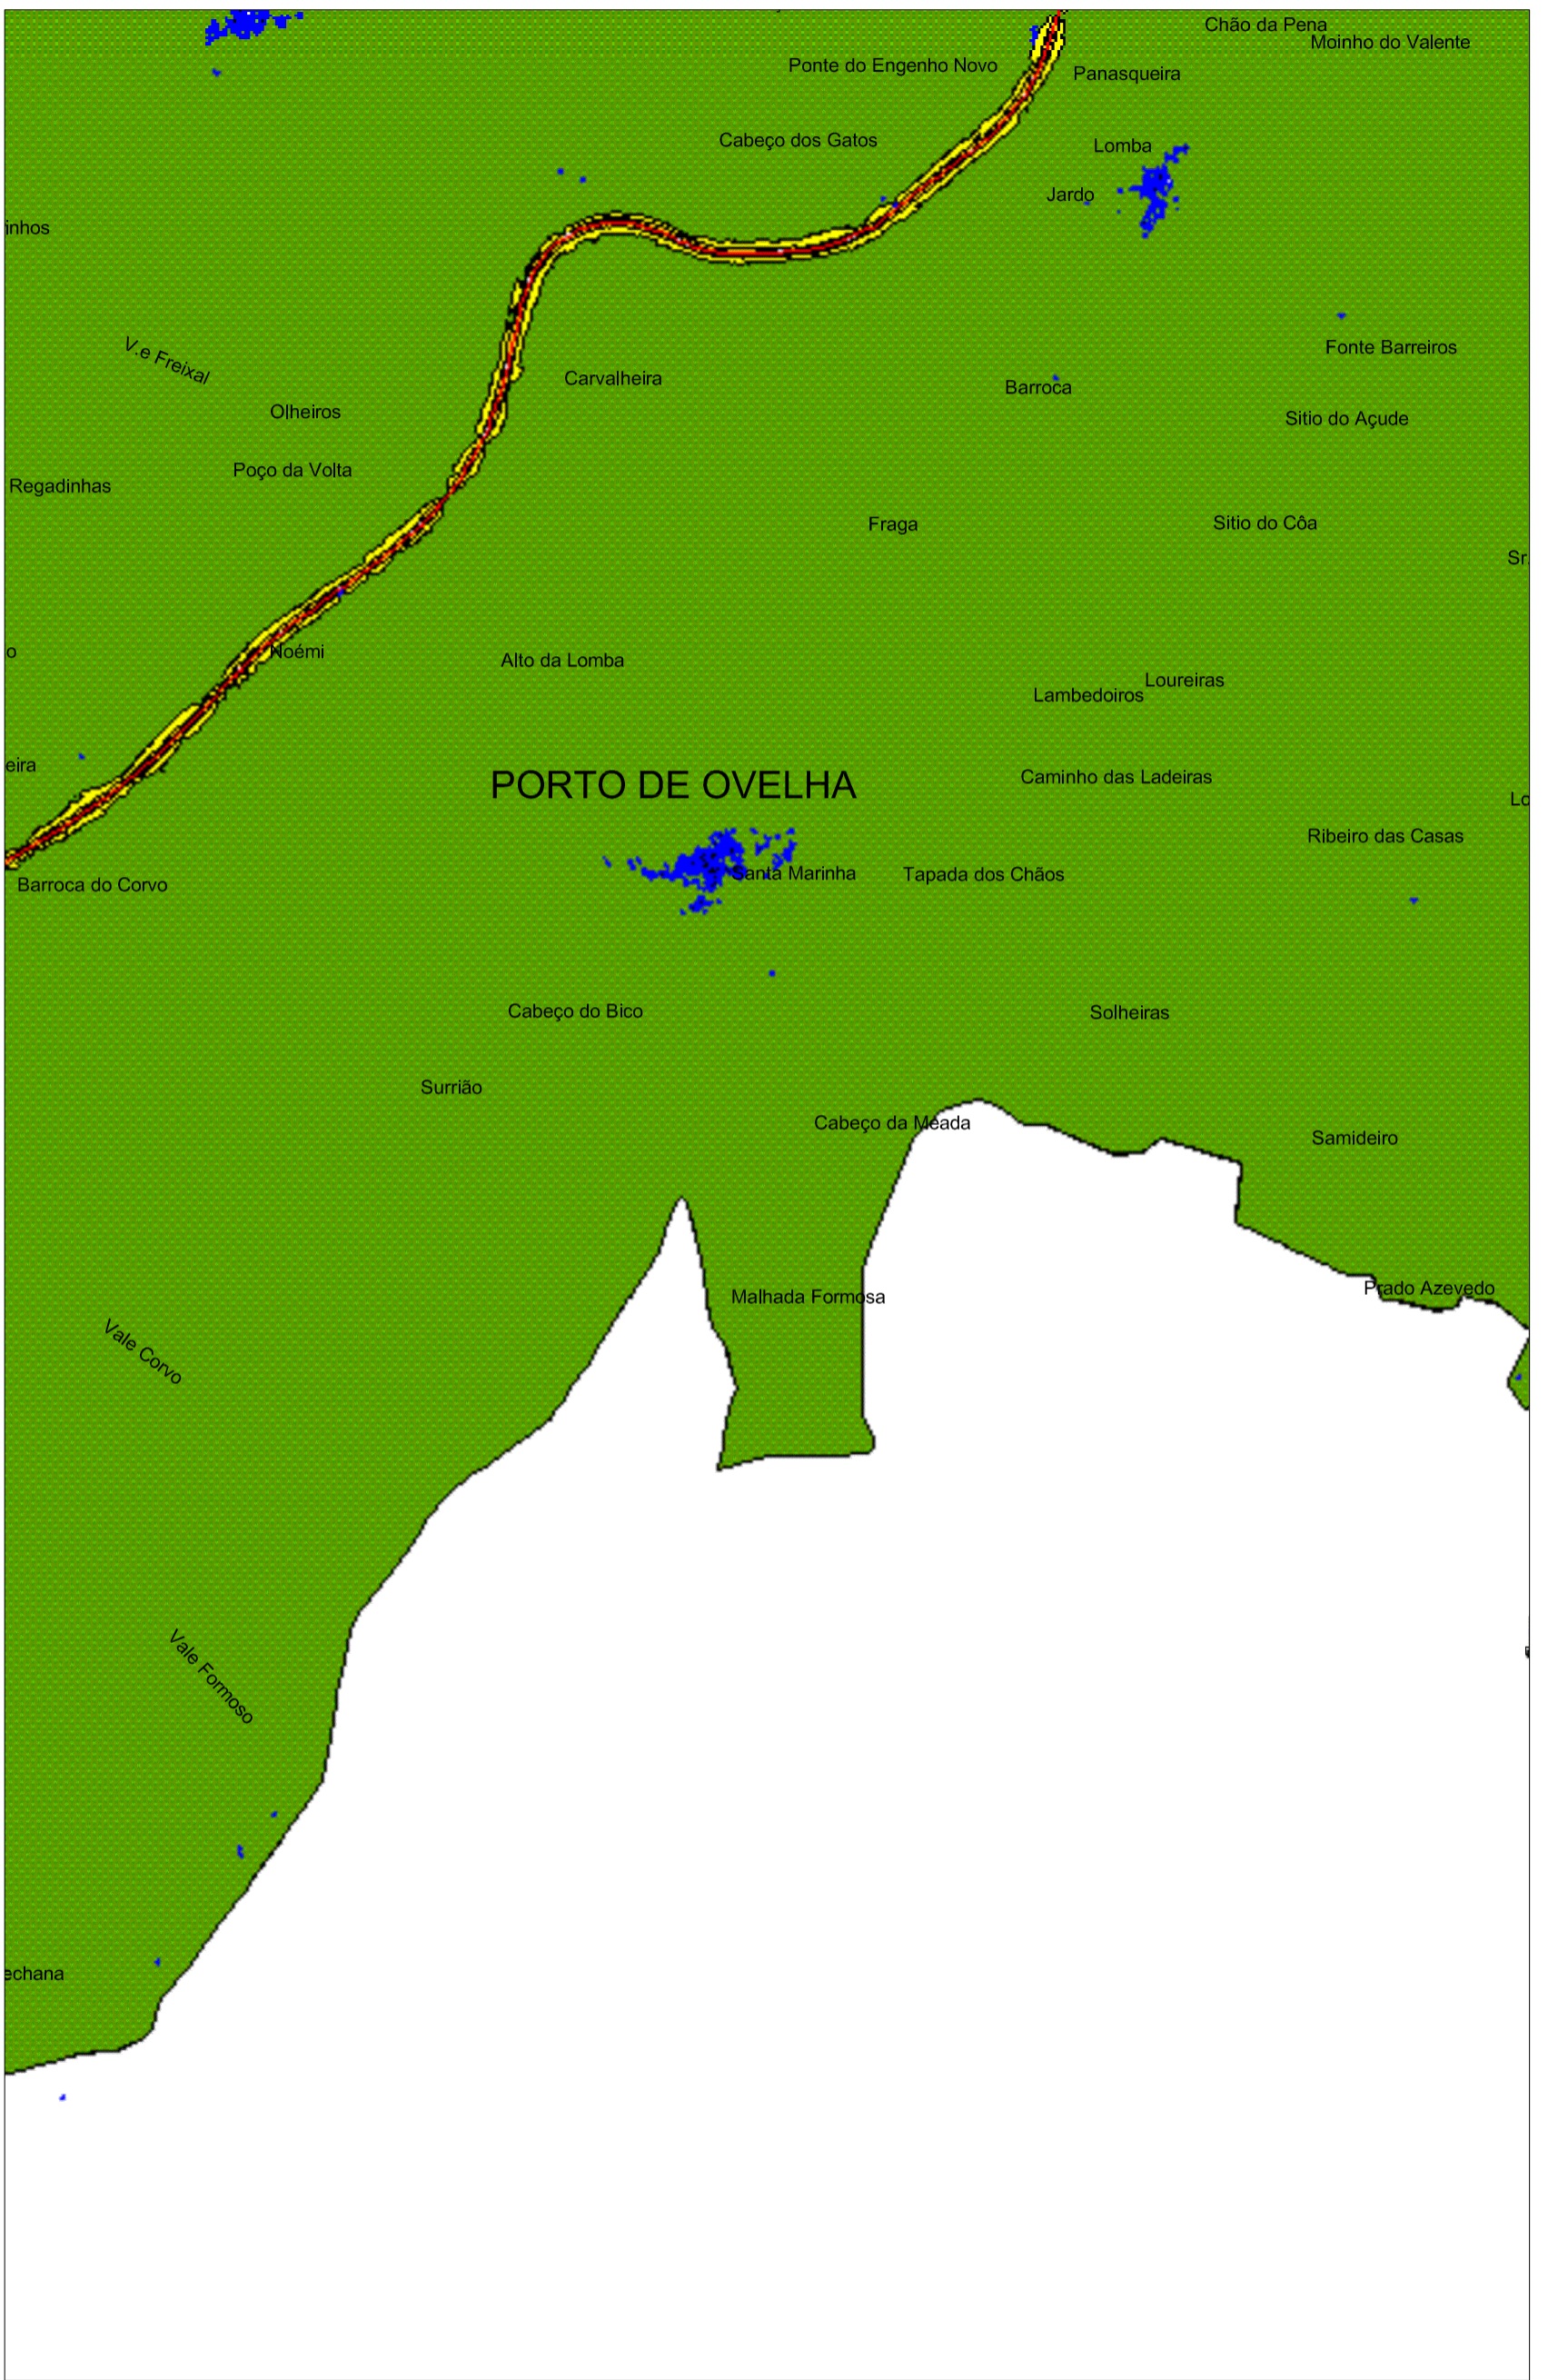 Chão da Pena
Moinho do Valente
Ponte do Engenho Novo
Panasqueira
Cabeço dos Gatos
Lomba
Jardo
inhos
V.e Freixal
Fonte Barreiros
Carvalheira
Barroca
Olheiros
Sitio do Açude
Poço da Volta
Regadinhas
Fraga
Sitio do Côa
Sr.
o
Noémi
Alto da Lomba
Loureiras
Lambedoiros
eira
PORTO DE OVELHA
Caminho das Ladeiras
Lo
Ribeiro das Casas
Santa Marinha
Tapada dos Chãos
Barroca do Corvo
Cabeço do Bico
Solheiras
Surrião
Cabeço da Meada
Samideiro
Malhada Formosa
Prado Azevedo
Vale Corvo
Vale Formoso
echana